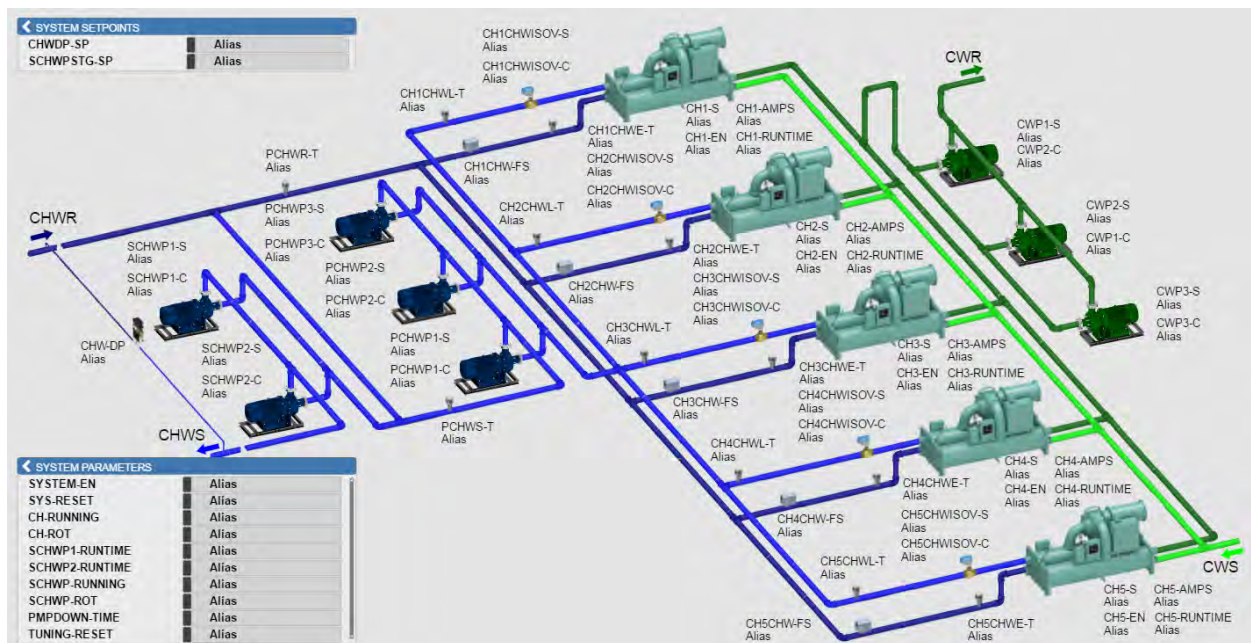 SYSTEM SETPOINTS
CHWDP-SP Alias
SCHWPSTG-SP Alias
CH1CHWISOV-S
Alias
CH1CHWISOV-C
Alias
CH1CHWL-T
Alias
CH1-S
Alias
CH1-AMPS
Alias
CH1-EN
Alias
CH1-RUNTIME
Alias
CH1CHWE-T
Alias
CH1CHW-FS
Alias
CWR
CWP1-S
Alias
CWP2-C
Alias
CWP2-S
Alias
CWP1-C
Alias
CWP3-S
Alias
CWP3-C
Alias
PCHWR-T
Alias
CH2CHWISOV-S
Alias
CH2CHWISOV-C
Alias
CH2CHWL-T
Alias
CH2-S
Alias
CH2-AMPS
Alias
CH2-EN
Alias
CH2-RUNTIME
Alias
CH2CHWE-T
Alias
CH2CHW-FS
Alias
CHWR
PCHWP3-S
Alias
PCHWP3-C
Alias
SCHWP1-S
Alias
SCHWP1-C
Alias
PCHWP2-S
Alias
PCHWP2-C
Alias
CH3CHWISOV-S
Alias
CH3CHWISOV-C
Alias
CH3CHWL-T
Alias
CH3-S
Alias
CH3-AMPS
Alias
CH3-EN
Alias
CH3-RUNTIME
Alias
CH3CHWE-T
Alias
CH3CHW-FS
Alias
CHW-DP
Alias
SCHWP2-S
Alias
SCHWP2-C
Alias
PCHWP1-S
Alias
PCHWP1-C
Alias
PCHWS-T
Alias
CHWS
CH4CHWISOV-S
Alias
CH4CHWISOV-C
Alias
CH4CHWL-T
Alias
CH4-S
Alias
CH4-AMPS
Alias
CH4-EN
Alias
CH4-RUNTIME
Alias
CH4CHWE-T
Alias
CH4CHW-FS
Alias
CH5CHWISOV-S
Alias
CH5CHWISOV-C
Alias
CH5CHWL-T
Alias
CWS
CH5-S
Alias
CH5-AMPS
Alias
CH5-EN
Alias
CH5-RUNTIME
Alias
CH5CHW-FS
Alias
CH5CHWE-T
Alias
SYSTEM PARAMETERS
SYSTEM-EN Alias
SYS-RESET Alias
CH-RUNNING Alias
CH-ROT Alias
SCHWP1-RUNTIME Alias
SCHWP2-RUNTIME Alias
SCHWP-RUNNING Alias
SCHWP-ROT Alias
PMPDOWN-TIME Alias
TUNING-RESET Alias